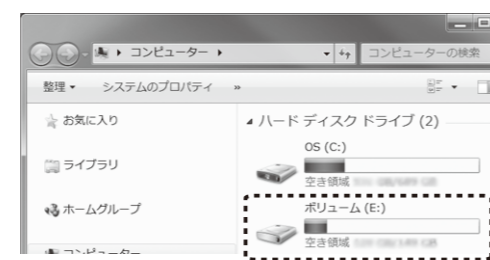 コンピューター
コンピューターの検索
整理
システムのプロパティ
»
お気に入り
ハード ディスク ドライブ (2)
OS (C:)
空き領域
ライブラリ
ホームグループ
ボリューム (E:)
空き領域
コンピューター